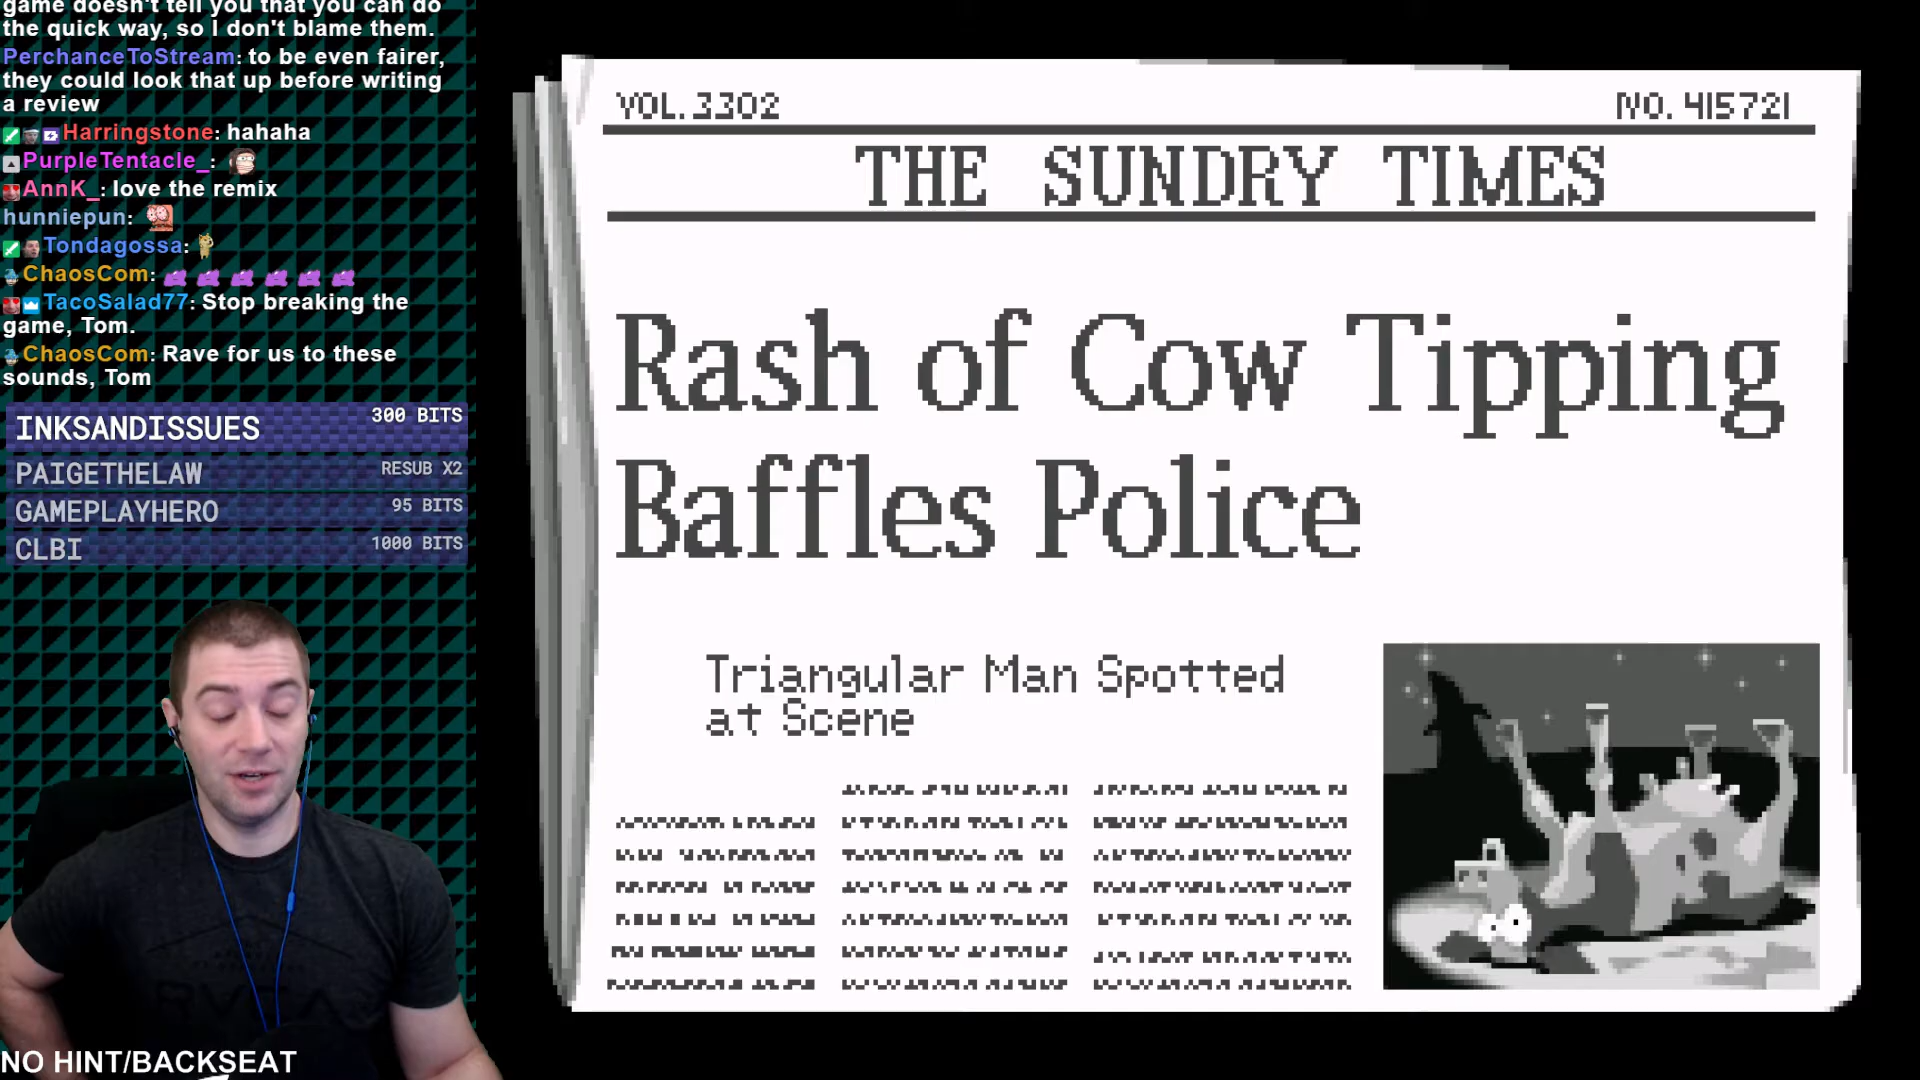 game doesn't tell you that you can do
the quick way, so I don't blame them.
PerchanceToStream: to be even fairer,
they could look that up before writing
a review
Harringstone: hahaha
PurpleTentacle_:
AnnK_: love the remix
hunniepun:
Tondagossa:
ChaosCom:
TacoSalad77: Stop breaking the
game, Tom.
ChaosCom: Rave for us to these
sounds, Tom
INKSANDISSUES 300 BITS
PAIGETHELAW RESUB X2
GAMEPLAYHERO 95 BITS
CLBI 1000 BITS
RVCA
NO HINT/BACKSEAT
VOL. 3302 NO. 415721
THE SUNDRY TIMES
Rash of Cow Tipping
Baffles Police
Triangular Man Spotted
at Scene